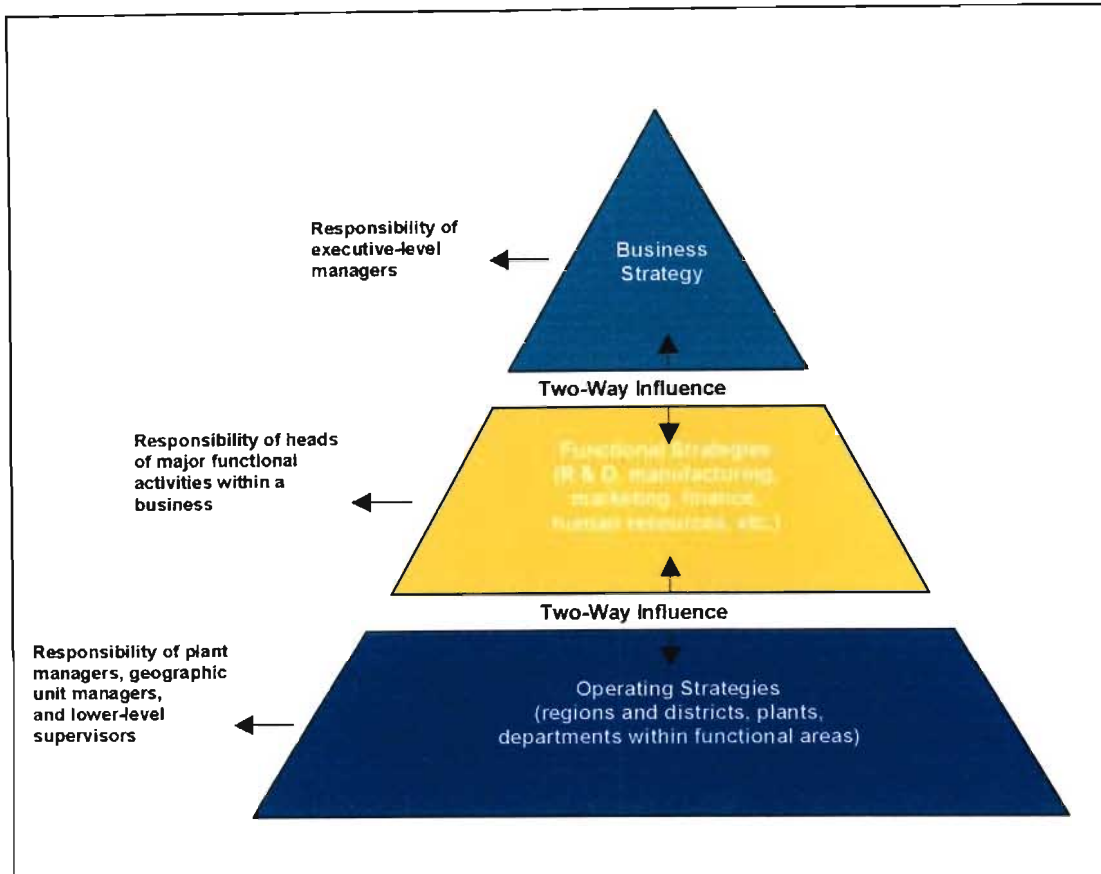 Responsibility of
executive-level
managers
Business
Strategy
Two-Way Influence
Responsibility of heads
of major functional
activities within a
business
Functional Strategies
(R & D, manufacturing,
marketing, finance,
human resources, etc.)
Two-Way Influence
Responsibility of plant
managers, geographic
unit managers,
and lower-level
supervisors
Operating Strategies
(regions and districts, plants,
departments within functional areas)